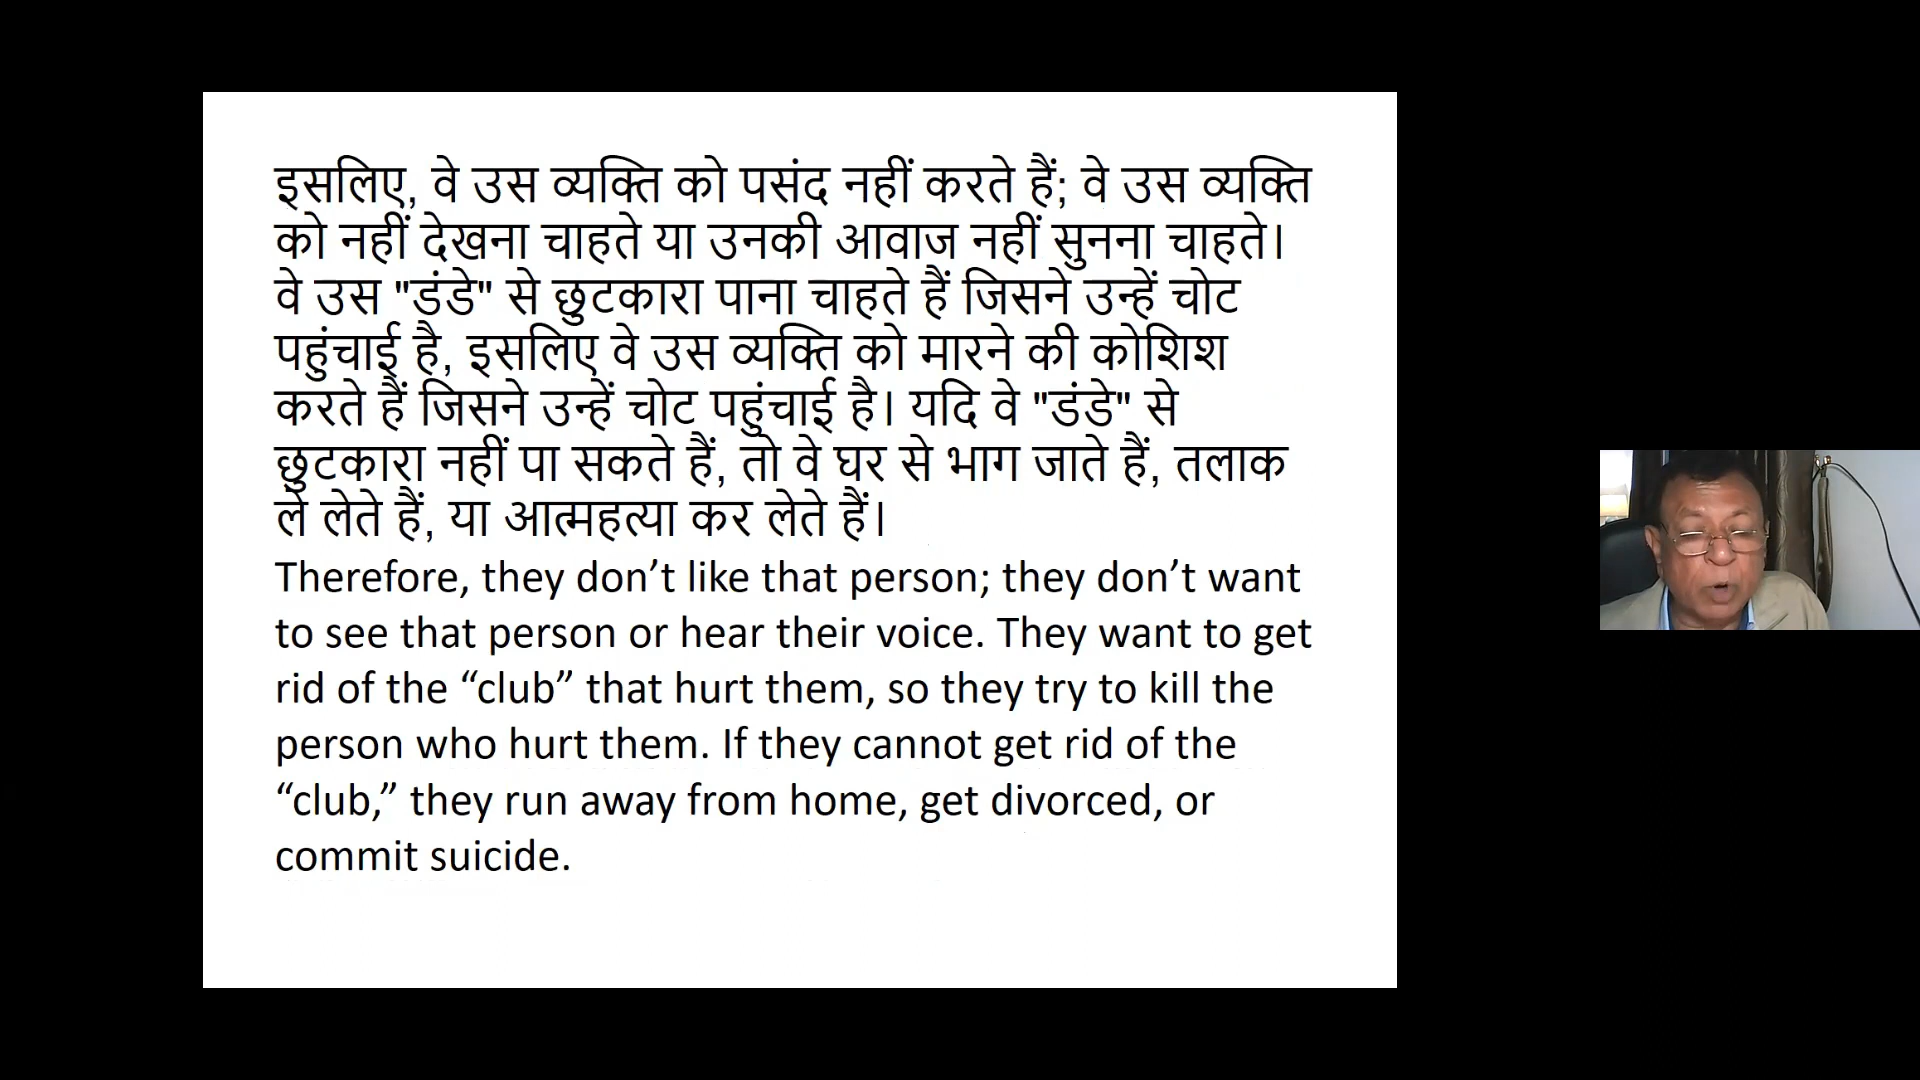 इसलिए, वे उस व्यक्ति को पसंद नहीं करते हैं; वे उस व्यक्ति
को नहीं देखना चाहते या उनकी आवाज नहीं सुनना चाहते।
वे उस "डंडे" से छुटकारा पाना चाहते हैं जिसने उन्हें चोट
पहुंचाई है, इसलिए वे उस व्यक्ति को मारने की कोशिश
करते हैं जिसने उन्हें चोट पहुंचाई है। यदि वे "डंडे" से
छुटकारा नहीं पा सकते हैं, तो वे घर से भाग जाते हैं, तलाक
ले लेते हैं, या आत्महत्या कर लेते हैं।
Therefore, they don’t like that person; they don’t want
to see that person or hear their voice. They want to get
rid of the “club” that hurt them, so they try to kill the
person who hurt them. If they cannot get rid of the
“club,” they run away from home, get divorced, or
commit suicide.